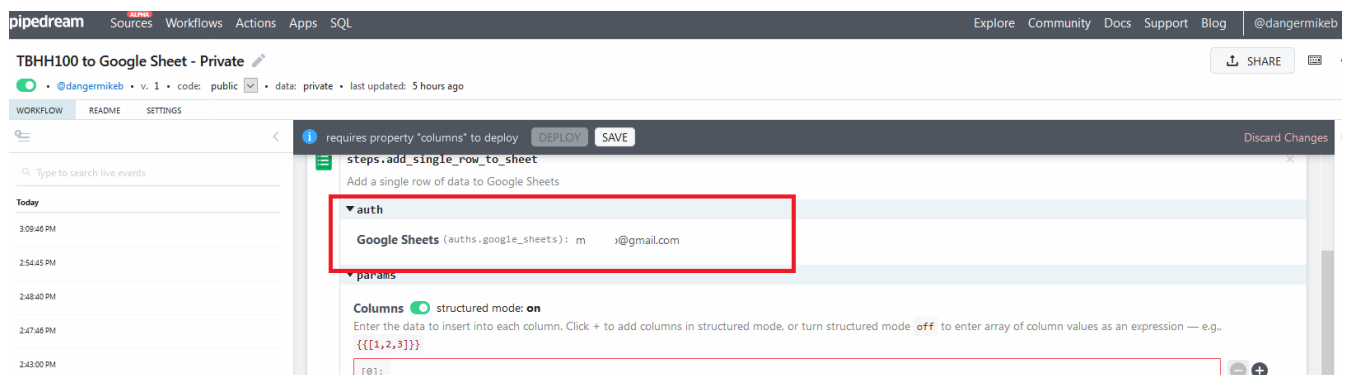 pipedream Sources ALPHA Workflows Actions Apps SQL Explore Community Docs Support Blog @dangermikeb
TBHH100 to Google Sheet - Private SHARE
• @dangermikeb • v. 1 • code: public • data: private • last updated: 5 hours ago
WORKFLOW README SETTINGS
i requires property "columns" to deploy DEPLOY SAVE Discard Changes
steps.add_single_row_to_sheet
Type to search live events
Add a single row of data to Google Sheets
Today
auth
3:09:46 PM
Google Sheets (auths.google_sheets): m @gmail.com
2:54:45 PM
params
2:48:40 PM
Columns structured mode: on
Enter the data to insert into each column. Click + to add columns in structured mode, or turn structured mode off to enter array of column values as an expression — e.g.,
2:47:46 PM
{{[1,2,3]}}
2:43:00 PM
[0]: